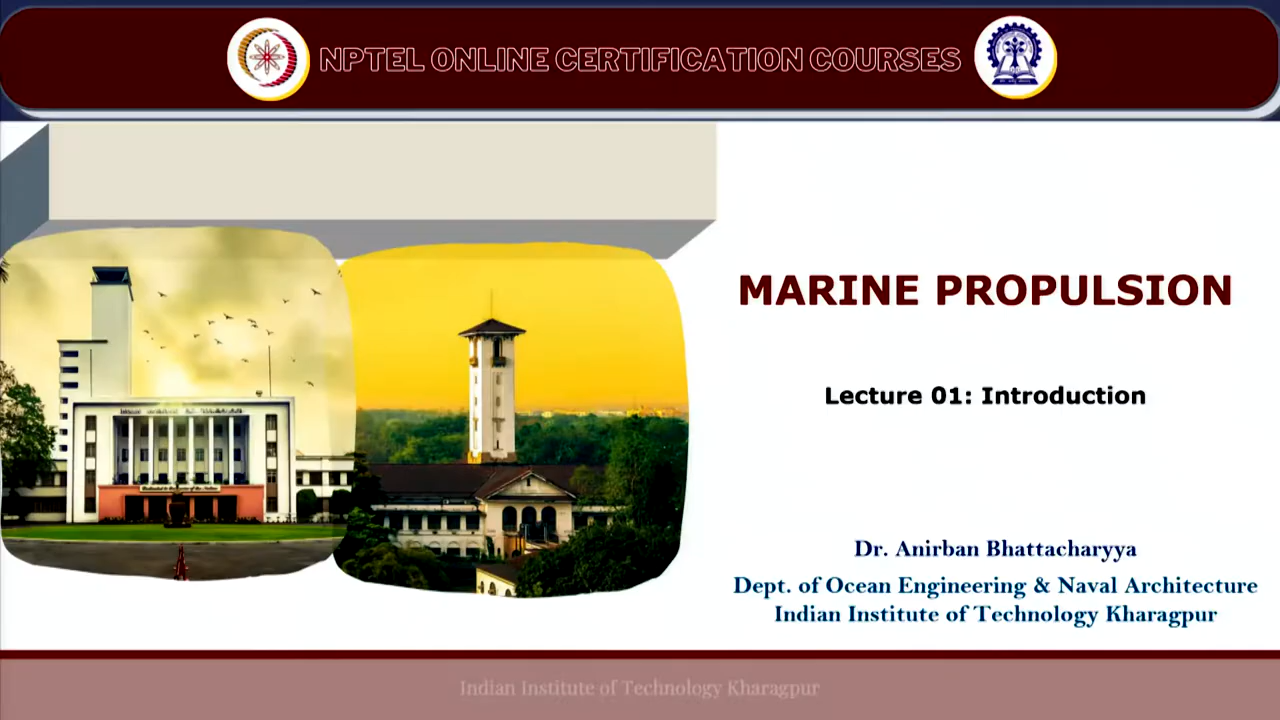 NPTEL ONLINE CERTIFICATION COURSES
MARINE PROPULSION
Lecture 01: Introduction
Dr. Anirban Bhattacharyya
Dept. of Ocean Engineering & Naval Architecture
Indian Institute of Technology Kharagpur
Indian Institute of Technology Kharagpur